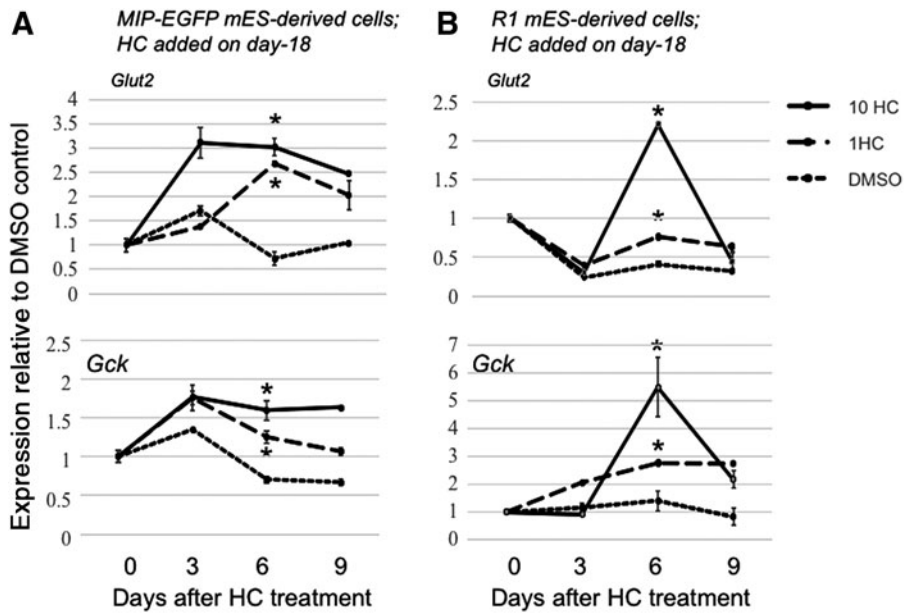 A
MIP-EGFP mES-derived cells;
HC added on day-18
B
R1 mES-derived cells;
HC added on day-18
Expression relative to DMSO control
Glut2
4
3.5
3
2.5
2
1.5
1
0.5
0
*
*
Glut2
2.5
2
1.5
1
0.5
0
*
*
10 HC
1HC
DMSO
Gck
2.5
2
1.5
1
0.5
0
*
*
0 3 6 9
Days after HC treatment
Gck
7
6
5
4
3
2
1
0
*
*
0 3 6 9
Days after HC treatment